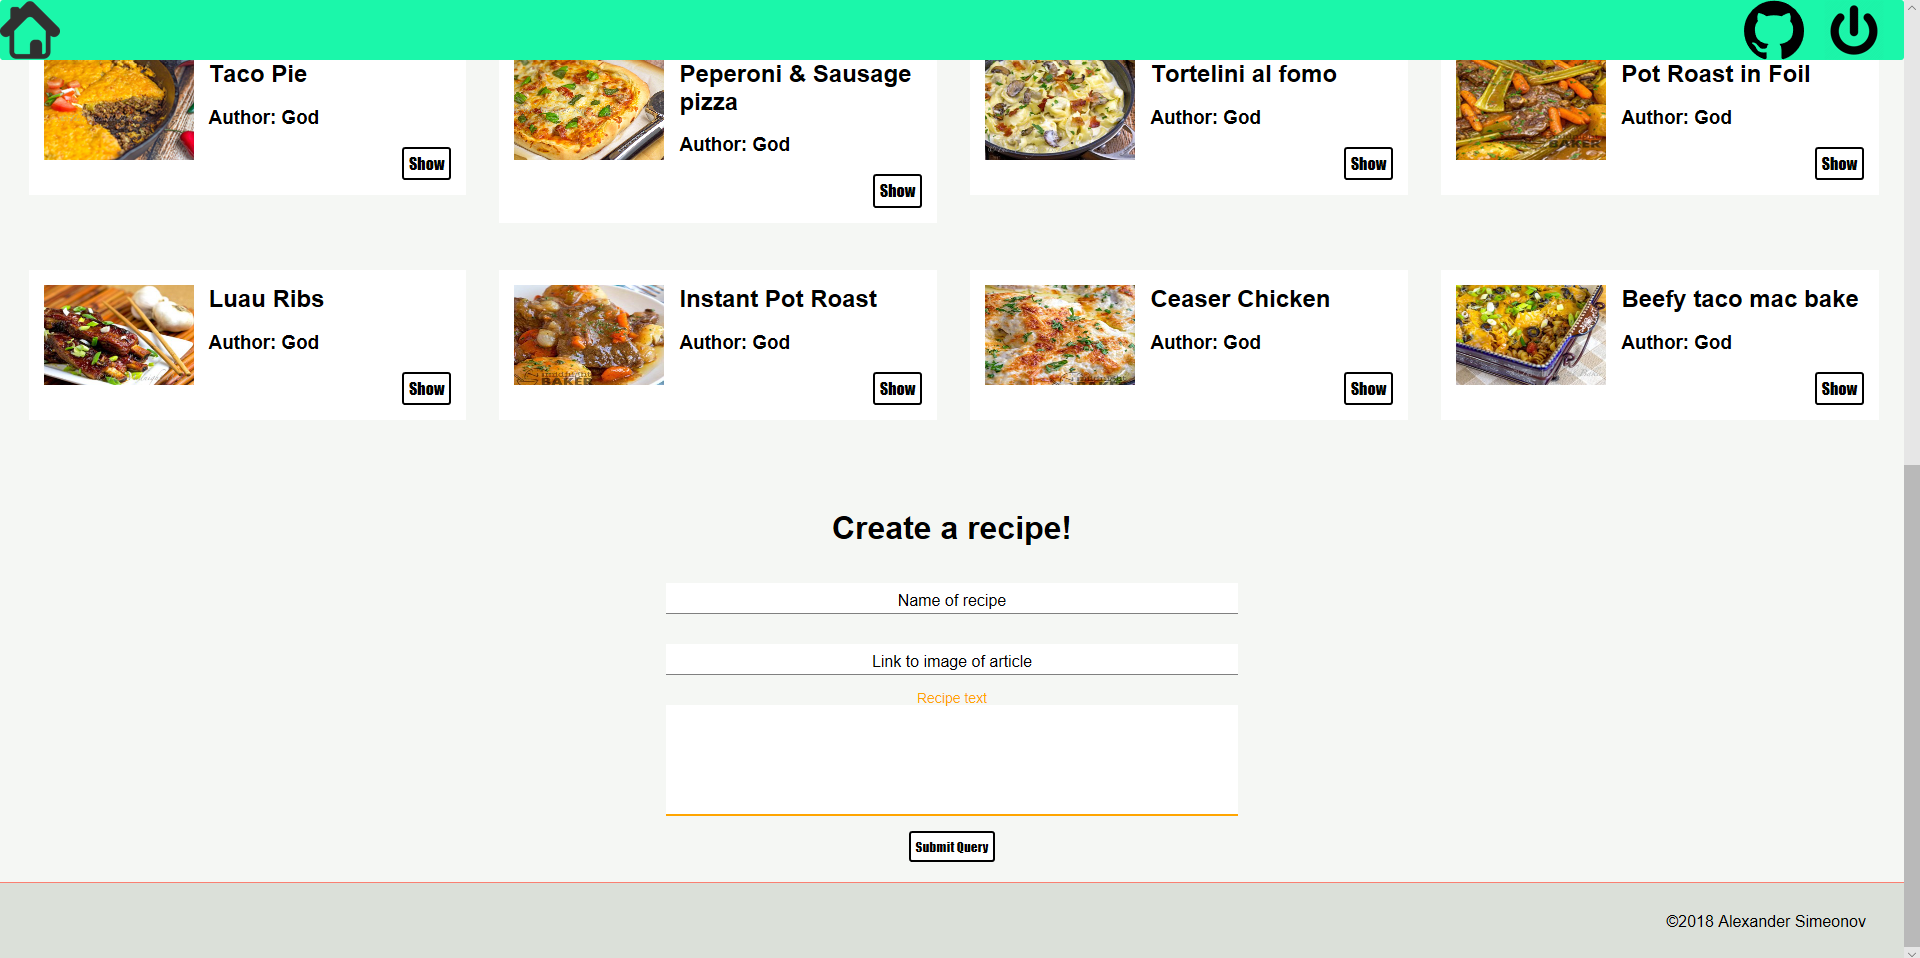 Taco Pie
Author: God
Show
Peperoni & Sausage
pizza
Author: God
Show
Tortelini al fomo
Author: God
Show
Pot Roast in Foil
Author: God
Show
BAKER
Luau Ribs
Author: God
Show
Instant Pot Roast
Author: God
Show
BAKER
Ceaser Chicken
Author: God
Show
Beefy taco mac bake
Author: God
Show
Create a recipe!
Name of recipe
Link to image of article
Recipe text
Submit Query
©2018 Alexander Simeonov